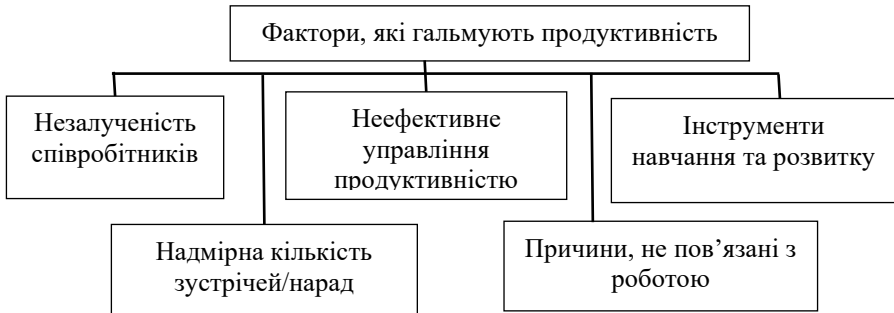 Фактори, які гальмують продуктивність
Незалученість
співробітників
Неефективне
управління
продуктивністю
Інструменти
навчання та розвитку
Надмірна кількість
зустрічей/нарад
Причини, не пов’язані з
роботою